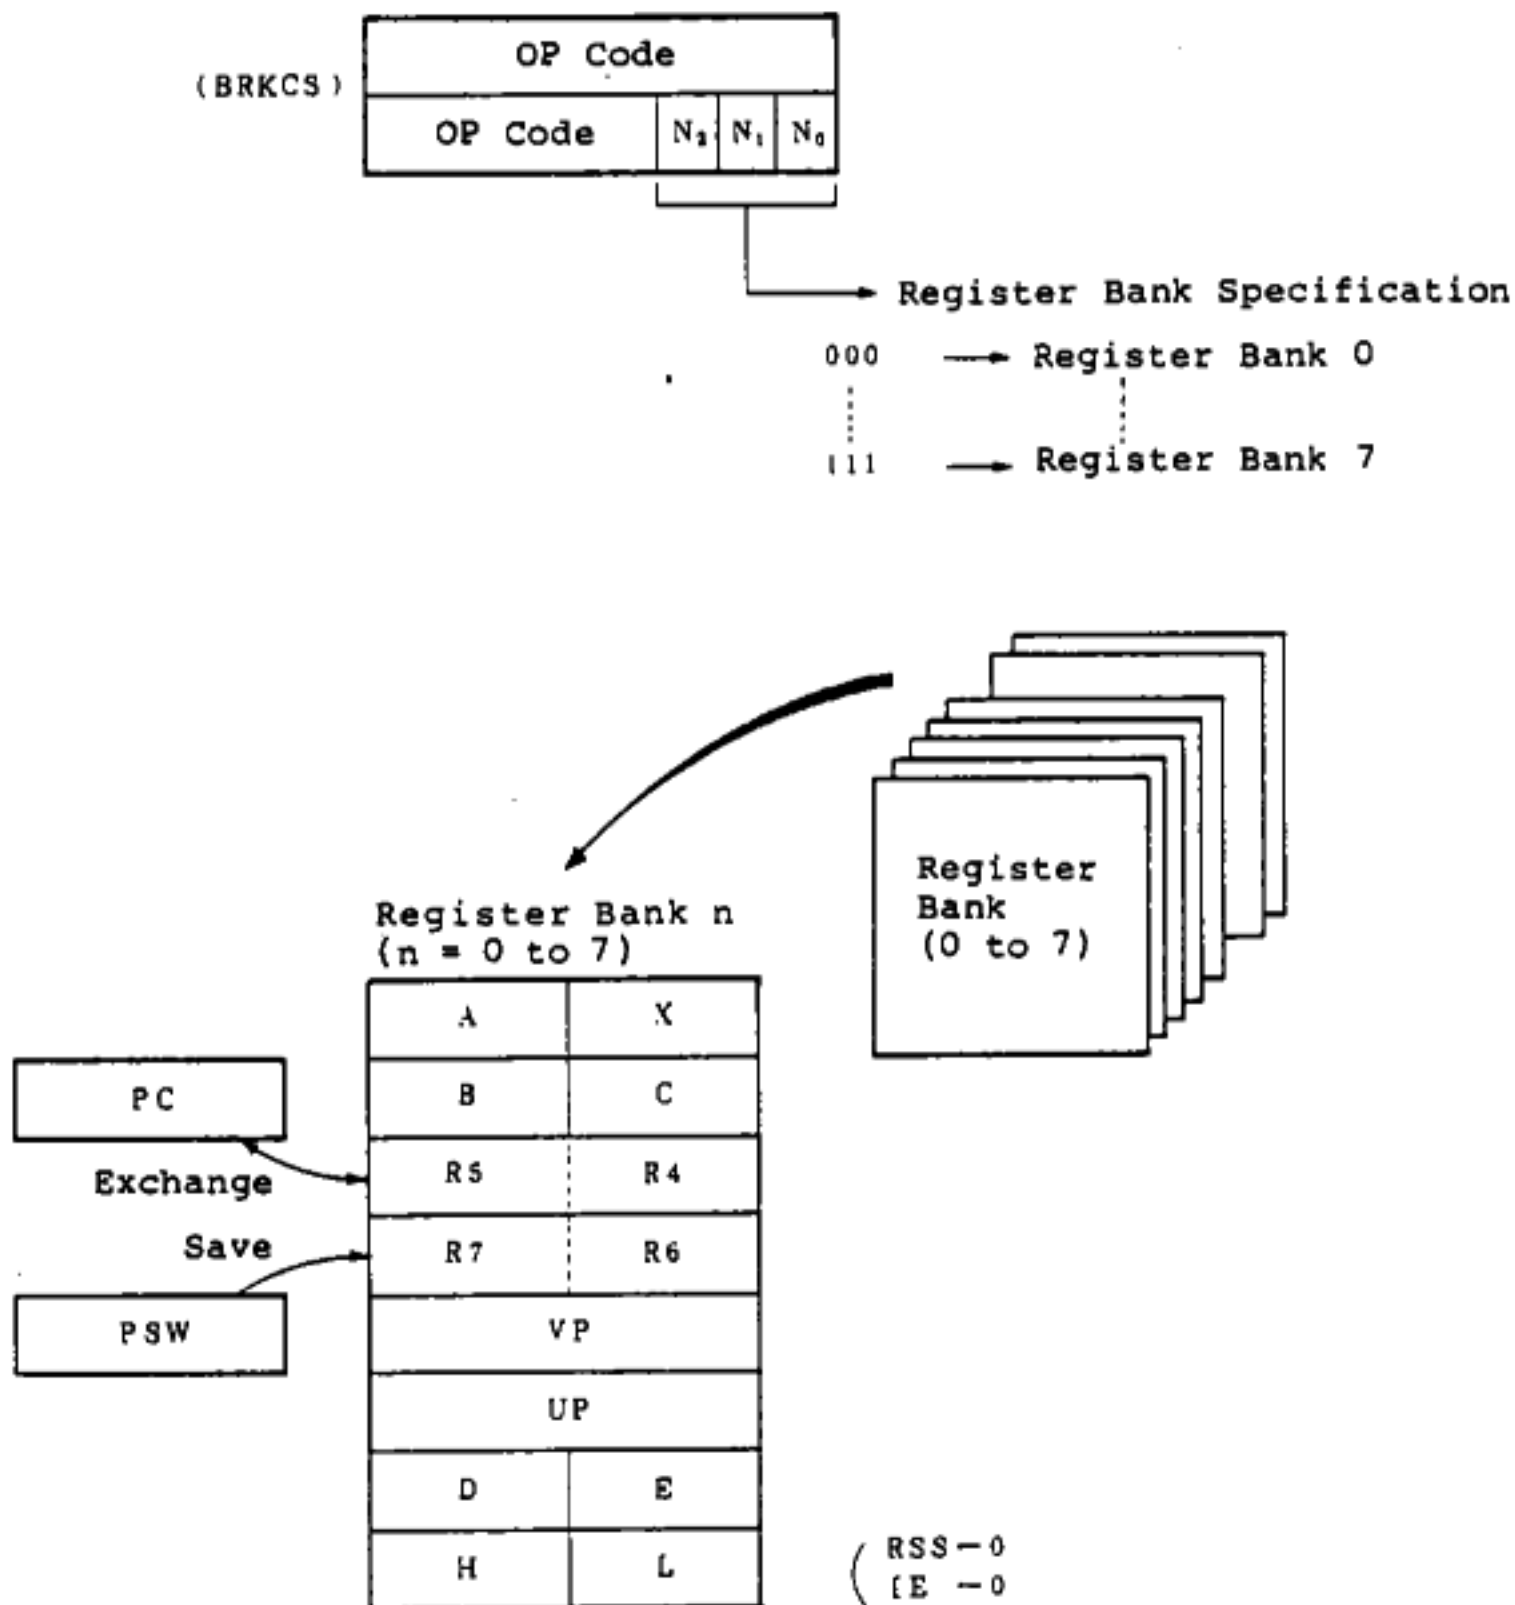 OP Code
(BRKCS)
OP Code N₂ N₁ N₀
Register Bank Specification
000 → Register Bank 0
111 → Register Bank 7
Register
Bank
(0 to 7)
Register Bank n
(n = 0 to 7)
A X
PC
B C
Exchange
R5 R4
Save
R7 R6
PSW
VP
UP
D E
H L
RSS←0
IE ←0